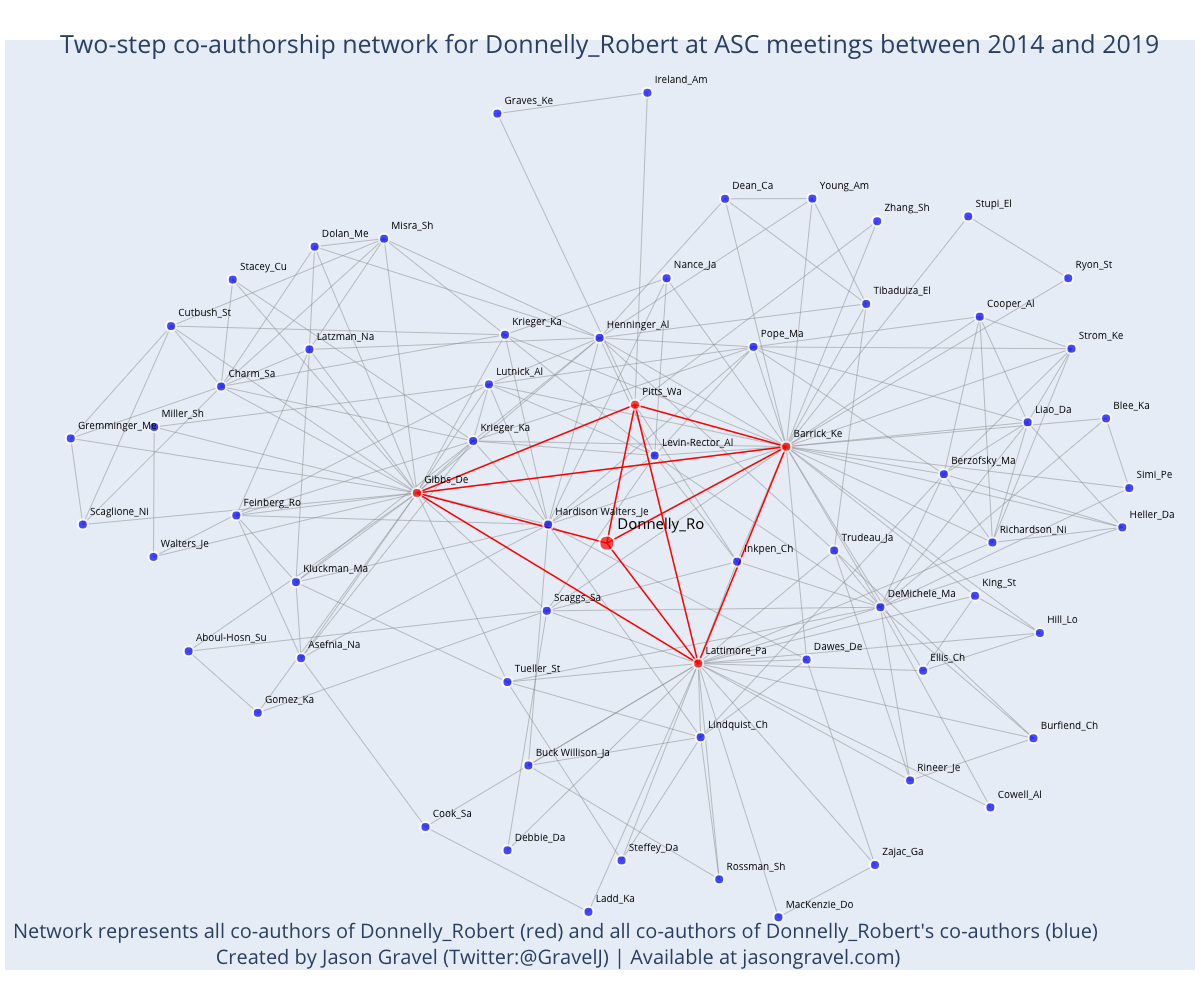 Two-step co-authorship network for Donnelly_Robert at ASC meetings between 2014 and 2019
Ireland_Am
Graves_Ke
Dean_Ca
Young_Am
Zhang_Sh
Stupi_El
Misra_Sh
Dolan_Me
Stacey_Cu
Nance_Ja
Ryon_St
Tibaduiza_El
Cooper_Al
Cutbush_St
Krieger_Ka
Henninger_Al
Latzman_Na
Pope_Ma
Strom_Ke
Charm_Sa
Lutnick_Al
Pitts_Wa
Blee_Ka
Liao_Da
Miller_Sh
Gremminger_Me
Krieger_Ka
Barrick_Ke
Levin-Rector_Al
Berzofsky_Ma
Simi_Pe
Gibbs_De
Feinberg_Ro
Scaglione_Ni
Hardison Walters_Je
Heller_Da
Donnelly_Ro
Richardson_Ni
Trudeau_Ja
Walters_Je
Inkpen_Ch
Kluckman_Ma
King_St
DeMichele_Ma
Scaggs_Sa
Hill_Lo
Aboul-Hosn_Su
Asefnia_Na
Lattimore_Pa
Dawes_De
Ellis_Ch
Tueller_St
Gomez_Ka
Lindquist_Ch
Burfiend_Ch
Buck Willison_Ja
Rineer_Je
Cowell_Al
Cook_Sa
Debbie_Da
Steffey_Da
Zajac_Ga
Rossman_Sh
Ladd_Ka
MacKenzie_Do
Network represents all co-authors of Donnelly_Robert (red) and all co-authors of Donnelly_Robert's co-authors (blue)
Created by Jason Gravel (Twitter:@GravelJ) | Available at jasongravel.com)